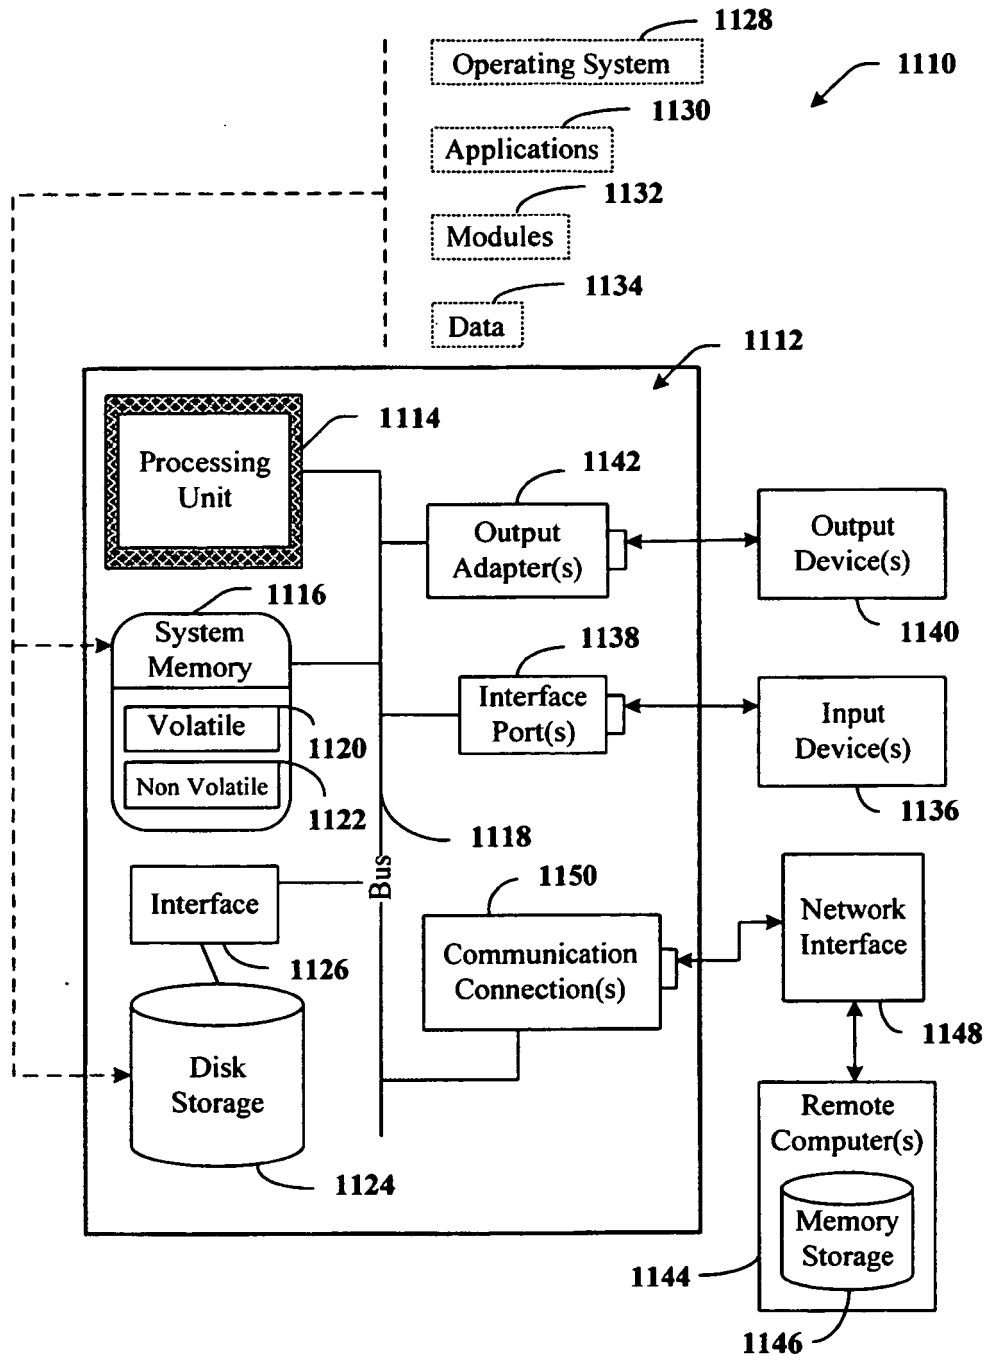 1128
Operating System
1110
1130
Applications
1132
Modules
1134
Data
1112
1114
Processing
Unit
1142
Output
Adapter(s)
Output
Device(s)
1140
1116
System
Memory
1138
Interface
Port(s)
Input
Device(s)
1136
Volatile
1120
Non Volatile
1122
1118
Bus
1150
Interface
1126
Communication
Connection(s)
Network
Interface
1148
Disk
Storage
1124
Remote
Computer(s)
Memory
Storage
1144
1146